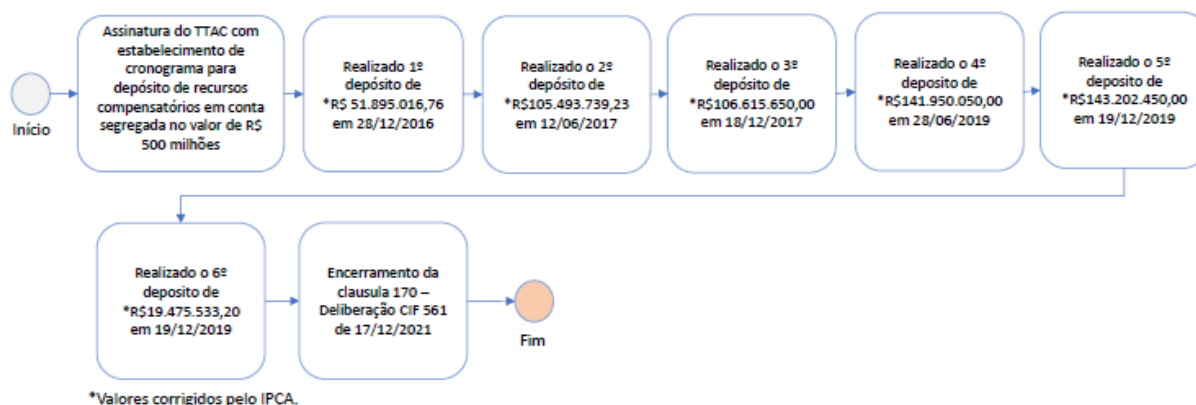 Início
Assinatura do TTAC com
estabelecimento de
cronograma para
depósito de recursos
compensatórios em conta
segregada no valor de R$
500 milhões
Realizado 1º
depósito de
*R$ 51.895.016,76
em 28/12/2016
Realizado o 2º
depósito de
*R$105.493.739,23
em 12/06/2017
Realizado o 3º
depósito de
*R$106.615.650,00
em 18/12/2017
Realizado o 4º
deposito de
*R$141.950.050,00
em 28/06/2019
Realizado o 5º
deposito de
*R$143.202.450,00
em 19/12/2019
Realizado o 6º
deposito de
*R$19.475.533,20
em 19/12/2019
Encerramento da
clausula 170 –
Deliberação CIF 561
de 17/12/2021
Fim
*Valores corrigidos pelo IPCA.